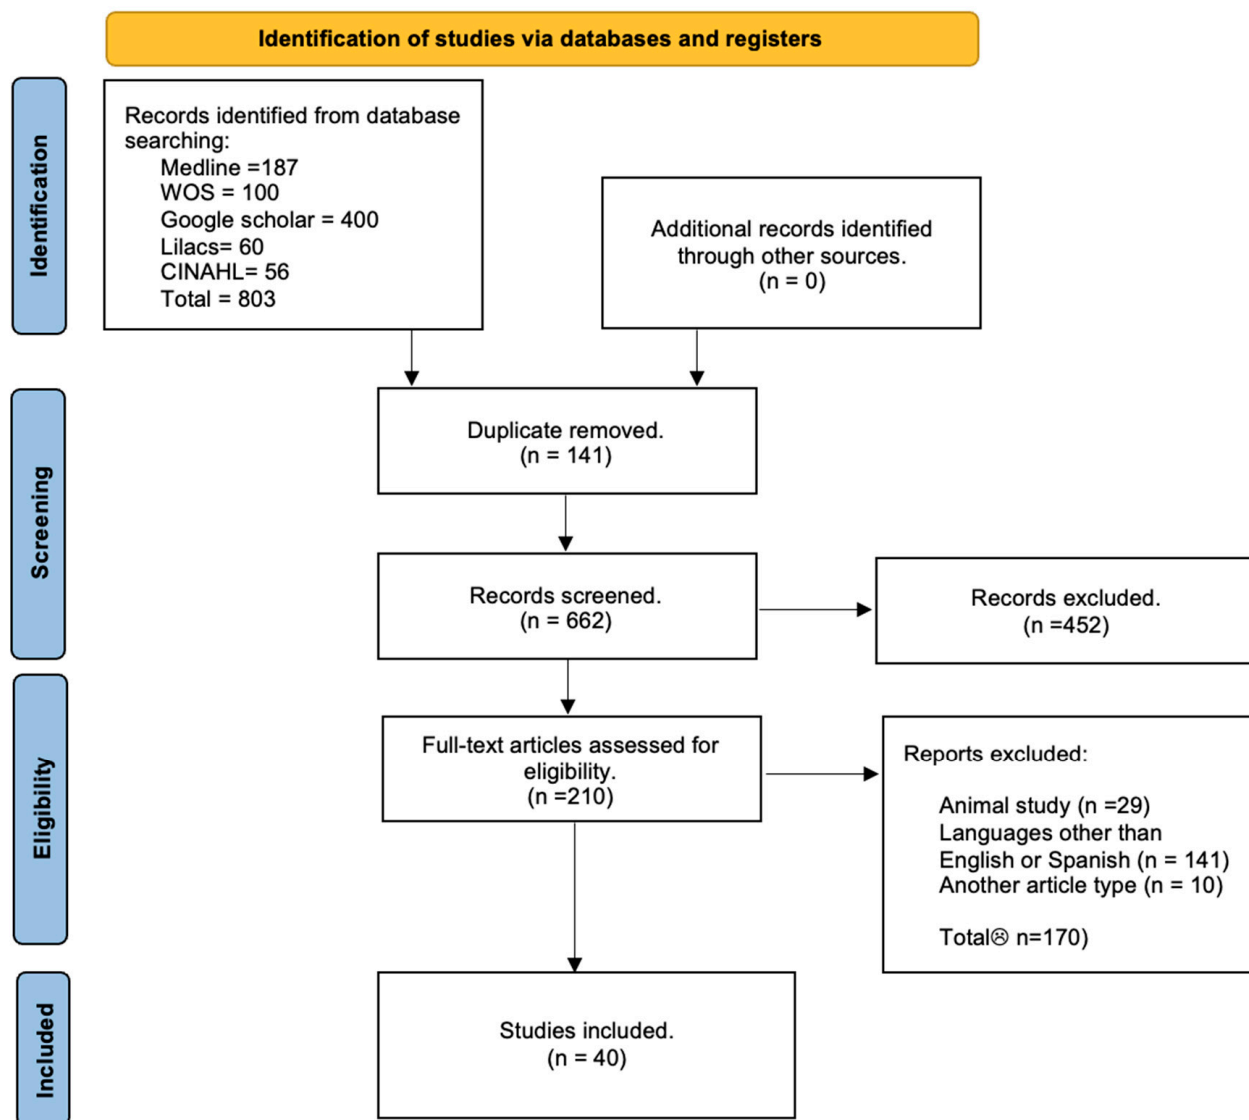 Identification of studies via databases and registers
Identification
Records identified from database
searching:
Medline =187
WOS = 100
Google scholar = 400
Lilacs= 60
CINAHL= 56
Total = 803
Additional records identified
through other sources.
(n = 0)
Screening
Duplicate removed.
(n = 141)
Records screened.
(n = 662)
Records excluded.
(n =452)
Eligibility
Full-text articles assessed for
eligibility.
(n =210)
Reports excluded:
Animal study (n =29)
Languages other than
English or Spanish (n = 141)
Another article type (n = 10)
Total☹ n=170)
Included
Studies included.
(n = 40)